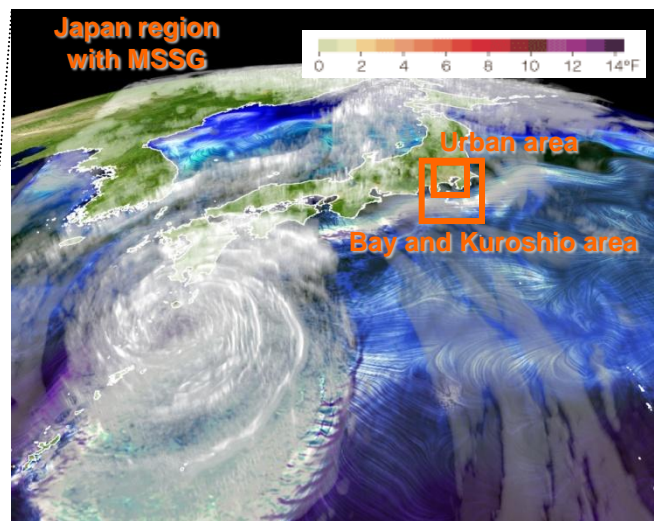 Japan region
with MSSG
0 2 4 6 8 10 12 14°F
Urban area
Bay and Kuroshio area